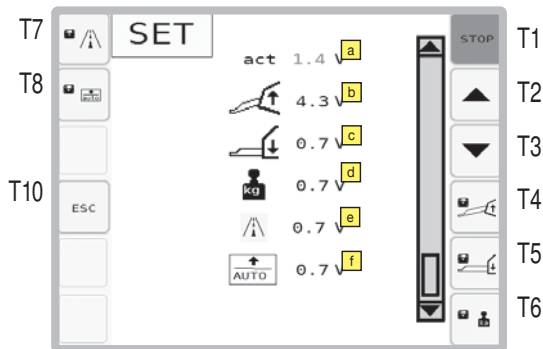 T7
SET
STOP
T1
act 1.4 V a
T8
AUTO
4.3 V b
T2
0.7 V c
T3
T10
ESC
kg
0.7 V d
T4
0.7 V e
T5
AUTO
0.7 V f
T6